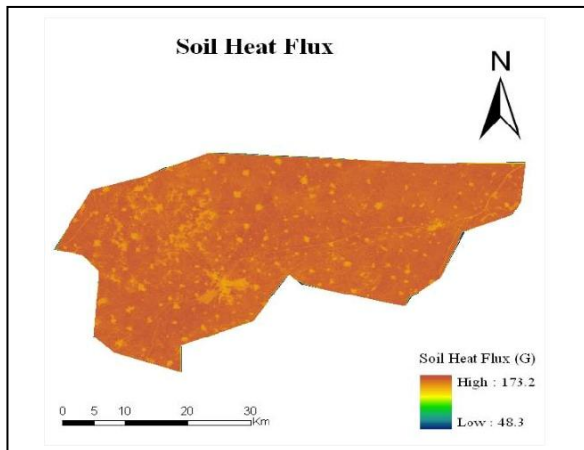 Soil Heat Flux
N
Soil Heat Flux (G)
High : 173.2
Low : 48.3
0 5 10 20 30
Km